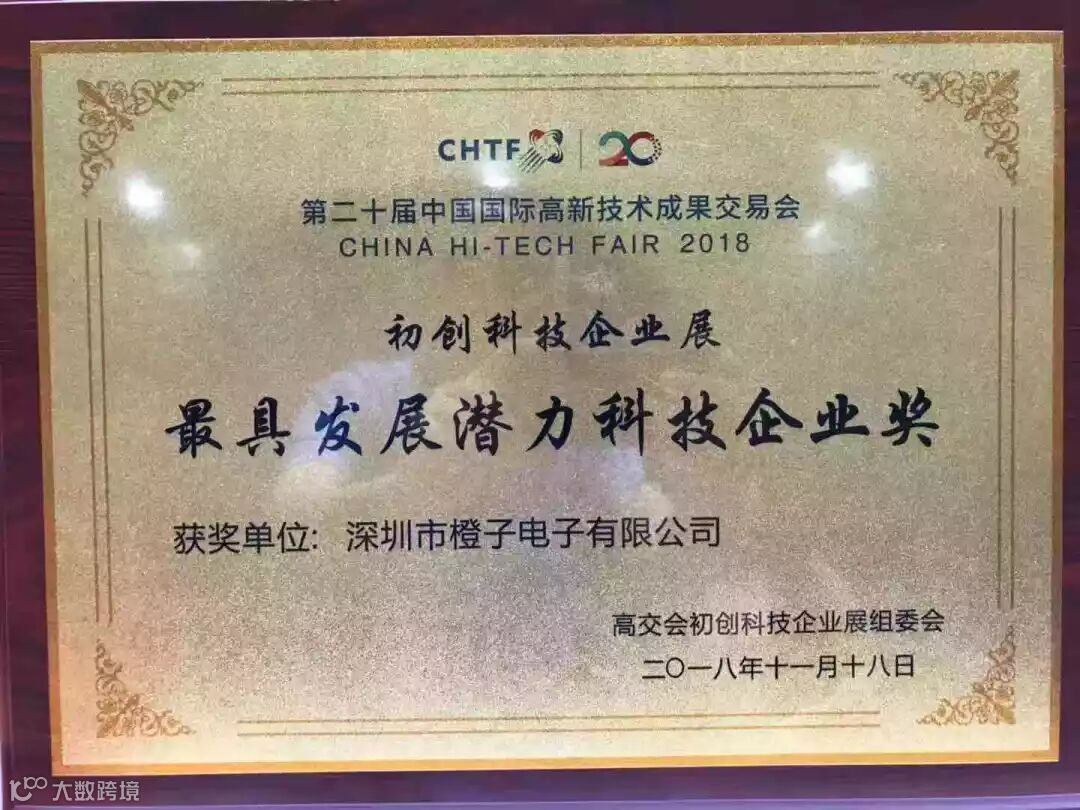 CHTF 20
第二十届中国国际高新技术成果交易会
CHINA HI-TECH FAIR 2018
初创科技企业展
最具发展潜力科技企业奖
获奖单位: 深圳市橙子电子有限公司
高交会初创科技企业展组委会
二〇一八年十一月十八日
大数跨境